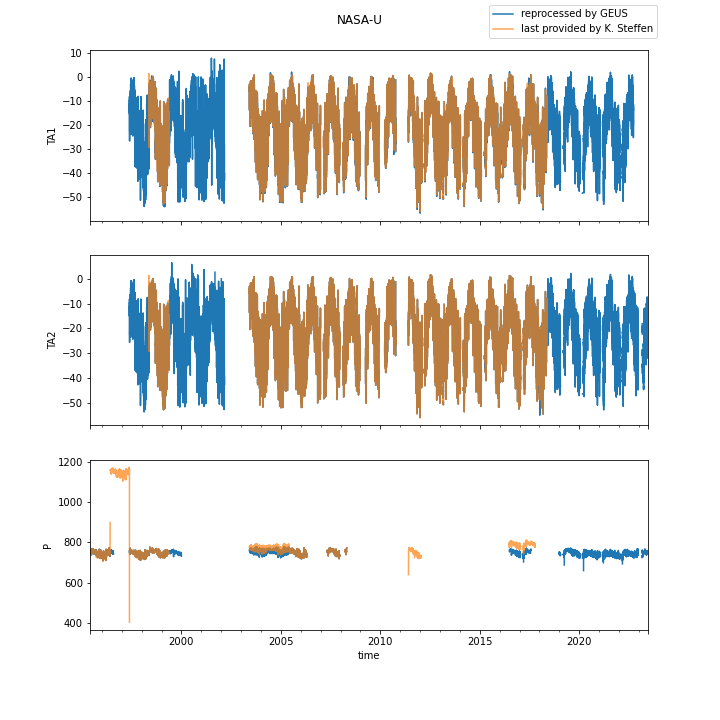 NASA-U
reprocessed by GEUS
last provided by K. Steffen
10
0
−10
−20
−30
−40
−50
TA1
0
−10
−20
−30
−40
−50
TA2
1200
1000
800
600
400
P
2000 2005 2010 2015 2020
time